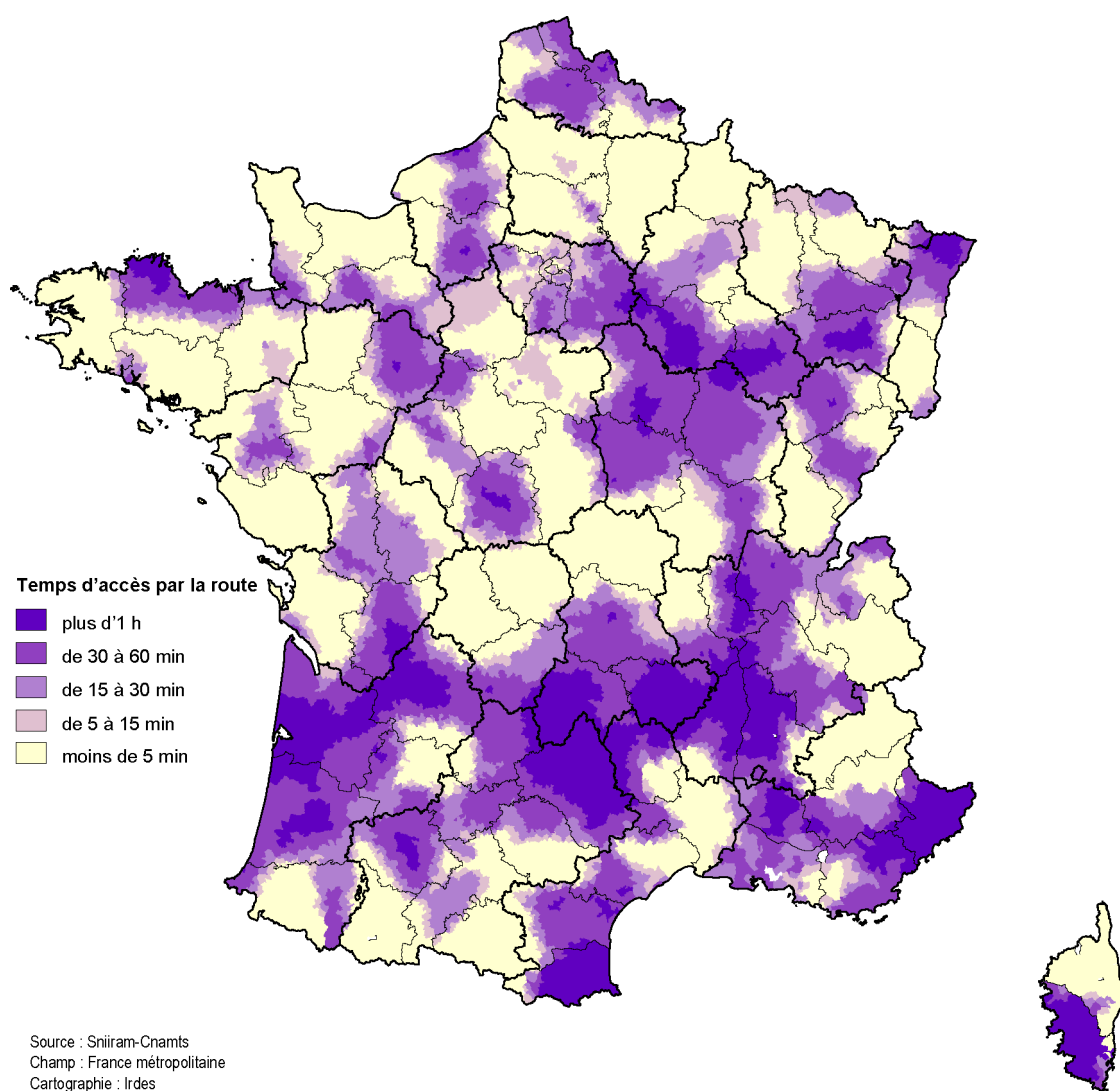 Temps d’accès par la route
plus d’1 h
de 30 à 60 min
de 15 à 30 min
de 5 à 15 min
moins de 5 min
Source : Sniiram-Cnamts
Champ : France métropolitaine
Cartographie : Irdes